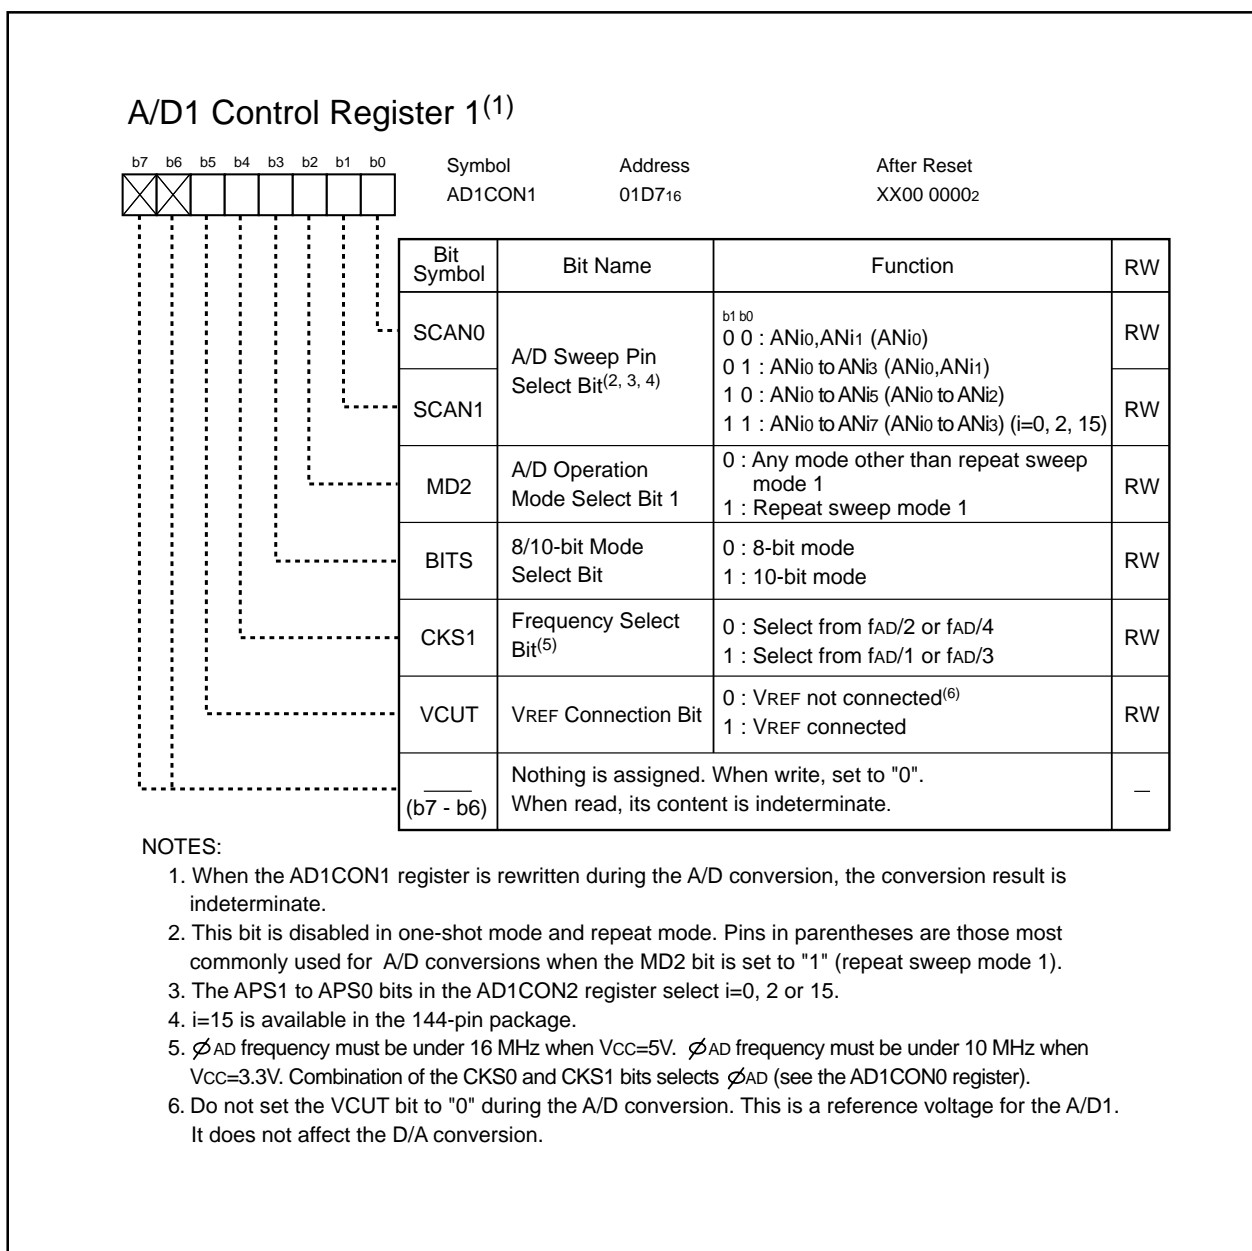 A/D1 Control Register 1(1)
b7 b6 b5 b4 b3 b2 b1 b0
Symbol Address After Reset
AD1CON1 01D716 XX00 00002
Bit Symbol Bit Name Function RW
SCAN0 RW
SCAN1 RW
A/D Sweep Pin
Select Bit(2, 3, 4)
b1 b0
0 0 : ANi0,ANi1 (ANi0)
0 1 : ANi0 to ANi3 (ANi0,ANi1)
1 0 : ANi0 to ANi5 (ANi0 to ANi2)
1 1 : ANi0 to ANi7 (ANi0 to ANi3) (i=0, 2, 15)
MD2
A/D Operation
Mode Select Bit 1
0 : Any mode other than repeat sweep
mode 1
1 : Repeat sweep mode 1
RW
BITS
8/10-bit Mode
Select Bit
0 : 8-bit mode
1 : 10-bit mode
RW
CKS1
Frequency Select
Bit(5)
0 : Select from fAD/2 or fAD/4
1 : Select from fAD/1 or fAD/3
RW
VCUT
VREF Connection Bit
0 : VREF not connected(6)
1 : VREF connected
RW
(b7 - b6)
Nothing is assigned. When write, set to "0".
When read, its content is indeterminate.
—
NOTES:
1. When the AD1CON1 register is rewritten during the A/D conversion, the conversion result is
indeterminate.
2. This bit is disabled in one-shot mode and repeat mode. Pins in parentheses are those most
commonly used for A/D conversions when the MD2 bit is set to "1" (repeat sweep mode 1).
3. The APS1 to APS0 bits in the AD1CON2 register select i=0, 2 or 15.
4. i=15 is available in the 144-pin package.
5. ØAD frequency must be under 16 MHz when VCC=5V. ØAD frequency must be under 10 MHz when
VCC=3.3V. Combination of the CKS0 and CKS1 bits selects ØAD (see the AD1CON0 register).
6. Do not set the VCUT bit to "0" during the A/D conversion. This is a reference voltage for the A/D1.
It does not affect the D/A conversion.